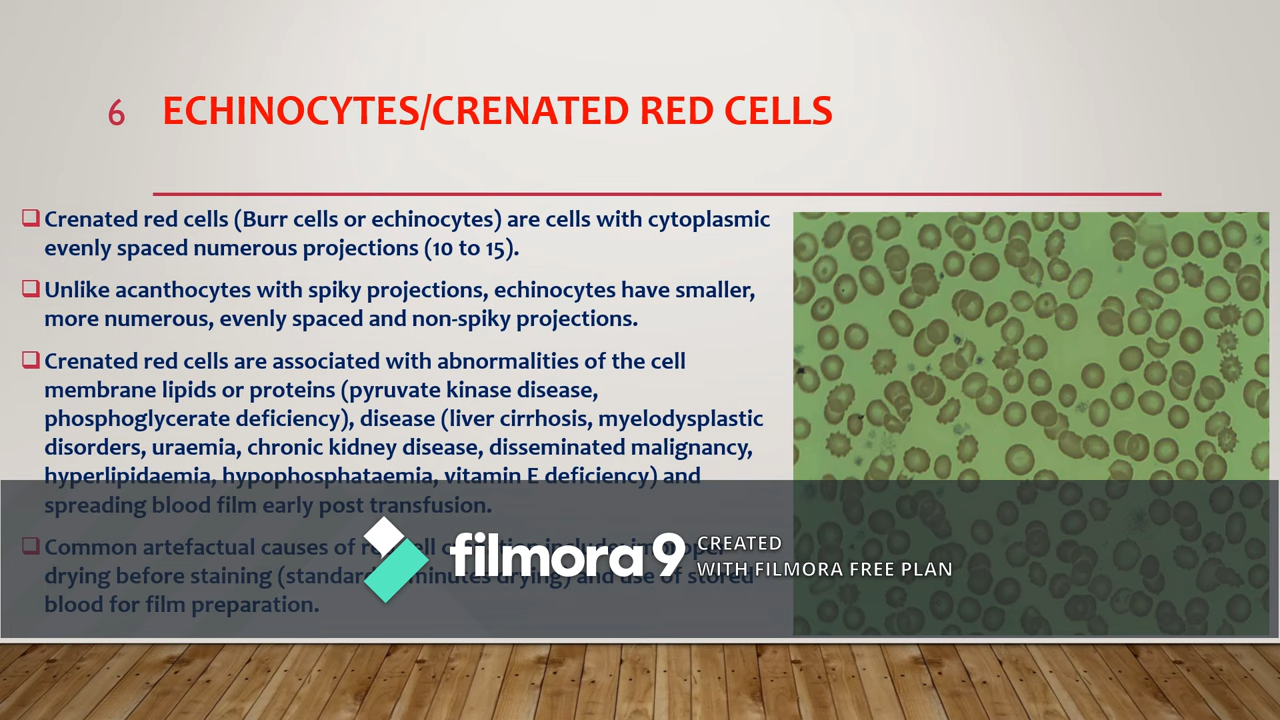 6 ECHINOCYTES/CRENATED RED CELLS
Crenated red cells (Burr cells or echinocytes) are cells with cytoplasmic
evenly spaced numerous projections (10 to 15).
Unlike acanthocytes with spiky projections, echinocytes have smaller,
more numerous, evenly spaced and non-spiky projections.
Crenated red cells are associated with abnormalities of the cell
membrane lipids or proteins (pyruvate kinase disease,
phosphoglycerate deficiency), disease (liver cirrhosis, myelodysplastic
disorders, uraemia, chronic kidney disease, disseminated malignancy,
hyperlipidaemia, hypophosphataemia, vitamin E deficiency) and
spreading blood film early post transfusion.
Common artefactual causes of
drying before staining (standard minutes drying) and use of stored
blood for film preparation.
filmora9
CREATED
WITH FILMORA FREE PLAN